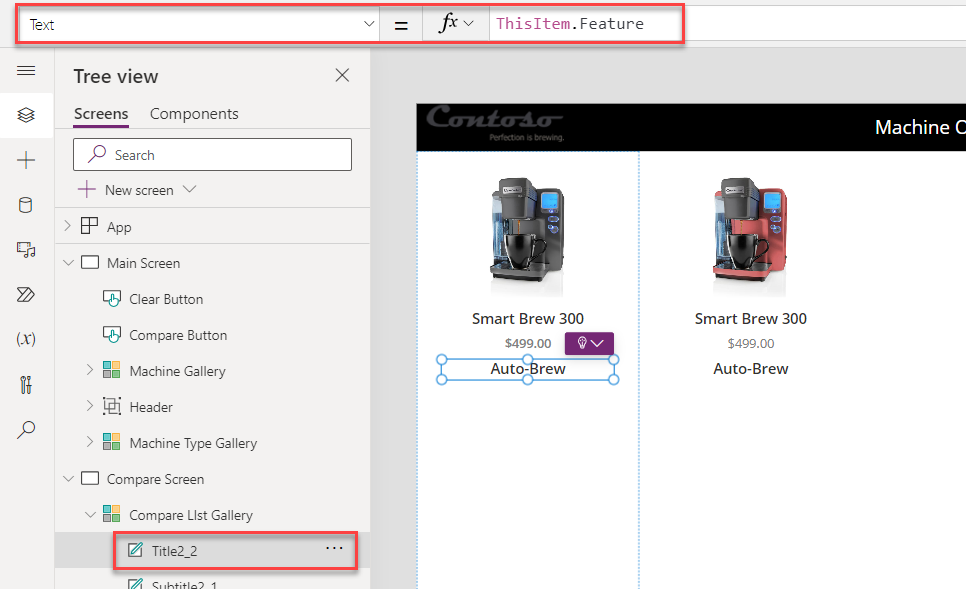 Text = fx ThisItem.Feature
Tree view
Screens Components
Search
New screen
App
Main Screen
Clear Button
Compare Button
Machine Gallery
Header
Machine Type Gallery
Compare Screen
Compare LIst Gallery
Title2_2 ...
Subtitle2_1
(x)
Contoso
Perfection is brewing.
Machine O
Smart Brew 300
$499.00
Auto-Brew
Smart Brew 300
$499.00
Auto-Brew